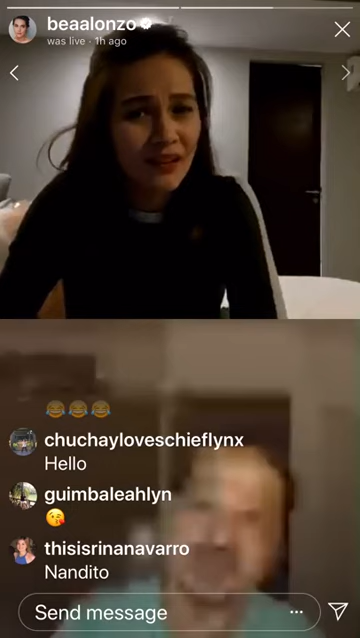 beaalonzo
was live · 1h ago
😂😂😂
chuchayloveschieflynx
Hello
guimbaleahlyn
😘
thisisrinanavarro
Nandito
Send message